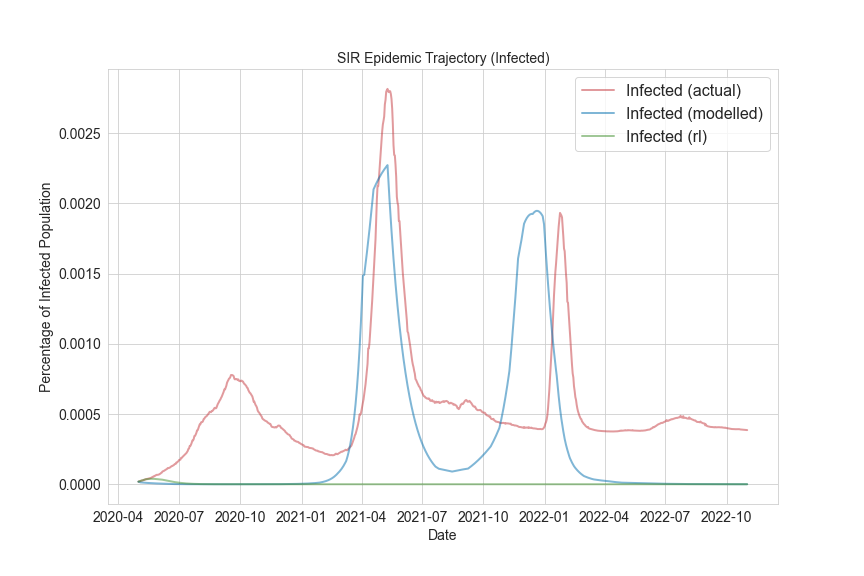 SIR Epidemic Trajectory (Infected)
Infected (actual)
Infected (modelled)
Infected (rl)
Percentage of Infected Population
0.0025
0.0020
0.0015
0.0010
0.0005
0.0000
2020-04 2020-07 2020-10 2021-01 2021-04 2021-07 2021-10 2022-01 2022-04 2022-07 2022-10
Date